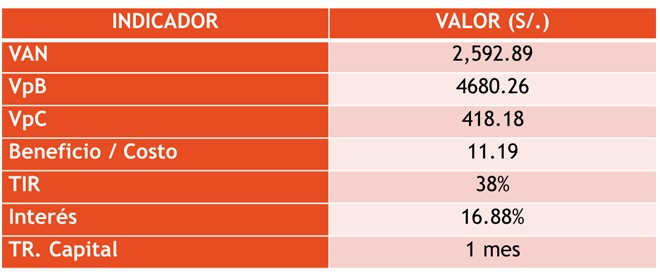 INDICADOR VALOR (S/.)
VAN 2,592.89
VpB 4680.26
VpC 418.18
Beneficio / Costo 11.19
TIR 38%
Interés 16.88%
TR. Capital 1 mes